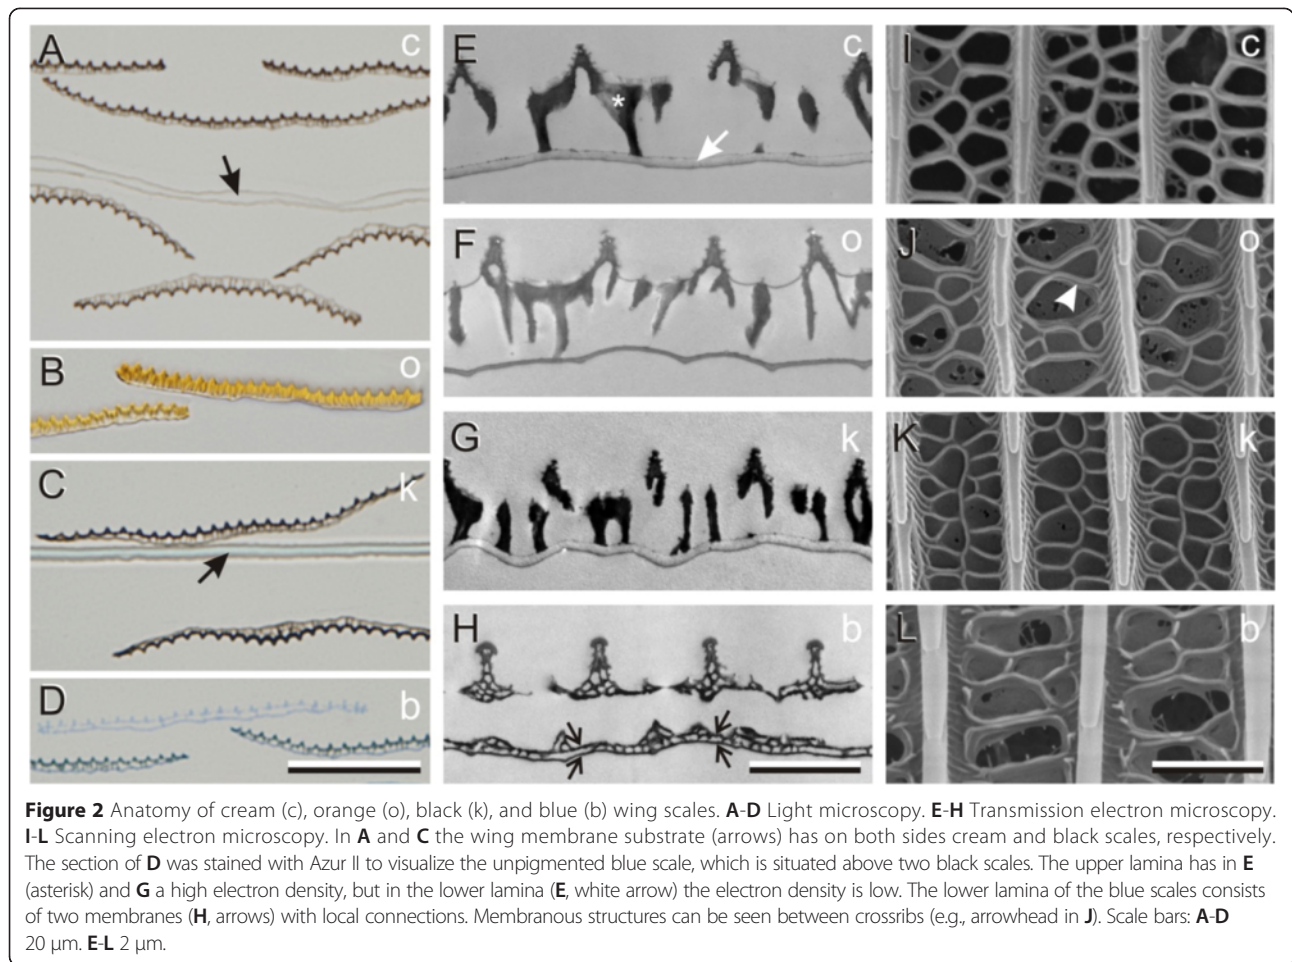 A c
B o
C k
D b
E c
*
F o
G k
H b
I c
J o
K k
L b
Figure 2 Anatomy of cream (c), orange (o), black (k), and blue (b) wing scales. A-D Light microscopy. E-H Transmission electron microscopy.
I-L Scanning electron microscopy. In A and C the wing membrane substrate (arrows) has on both sides cream and black scales, respectively.
The section of D was stained with Azur II to visualize the unpigmented blue scale, which is situated above two black scales. The upper lamina has in E
(asterisk) and G a high electron density, but in the lower lamina (E, white arrow) the electron density is low. The lower lamina of the blue scales consists
of two membranes (H, arrows) with local connections. Membranous structures can be seen between crossribs (e.g., arrowhead in J). Scale bars: A-D
20 μm. E-L 2 μm.